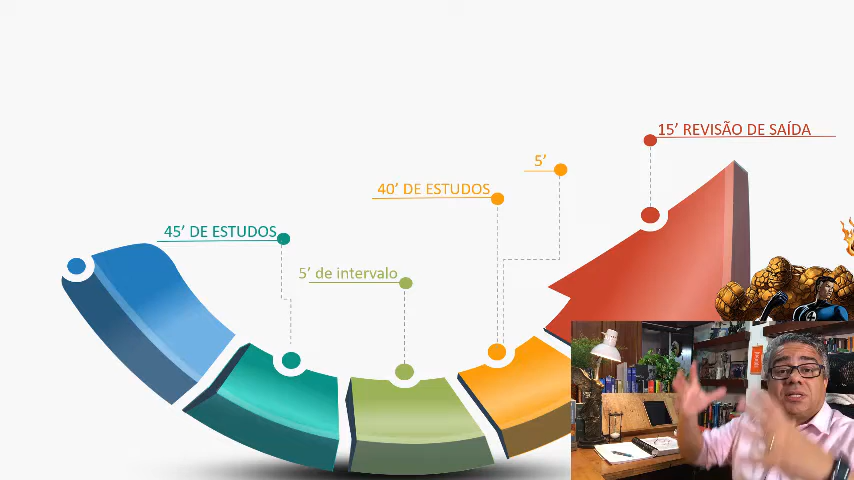 15’ REVISÃO DE SAÍDA
5’
40’ DE ESTUDOS
45’ DE ESTUDOS
5’ de intervalo